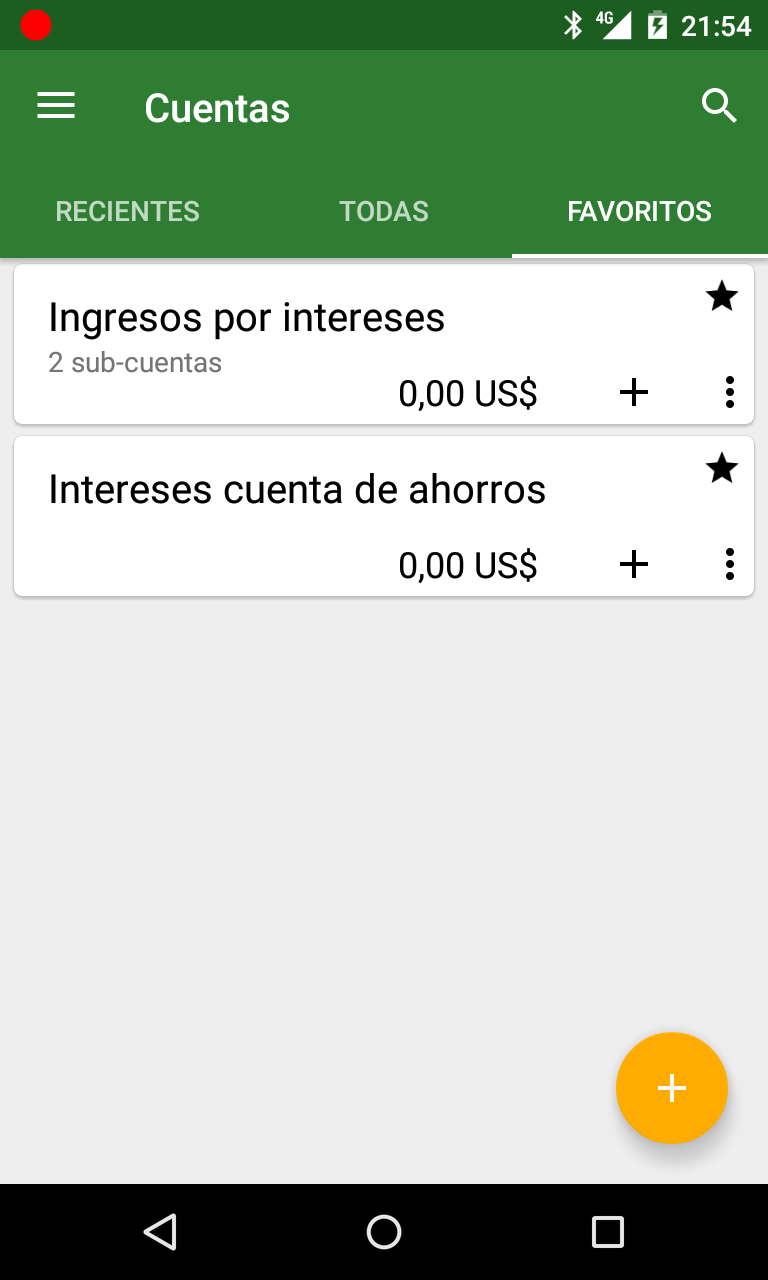 4G 21:54
Cuentas
RECIENTES TODAS FAVORITOS
Ingresos por intereses
2 sub-cuentas
0,00 US$
Intereses cuenta de ahorros
0,00 US$